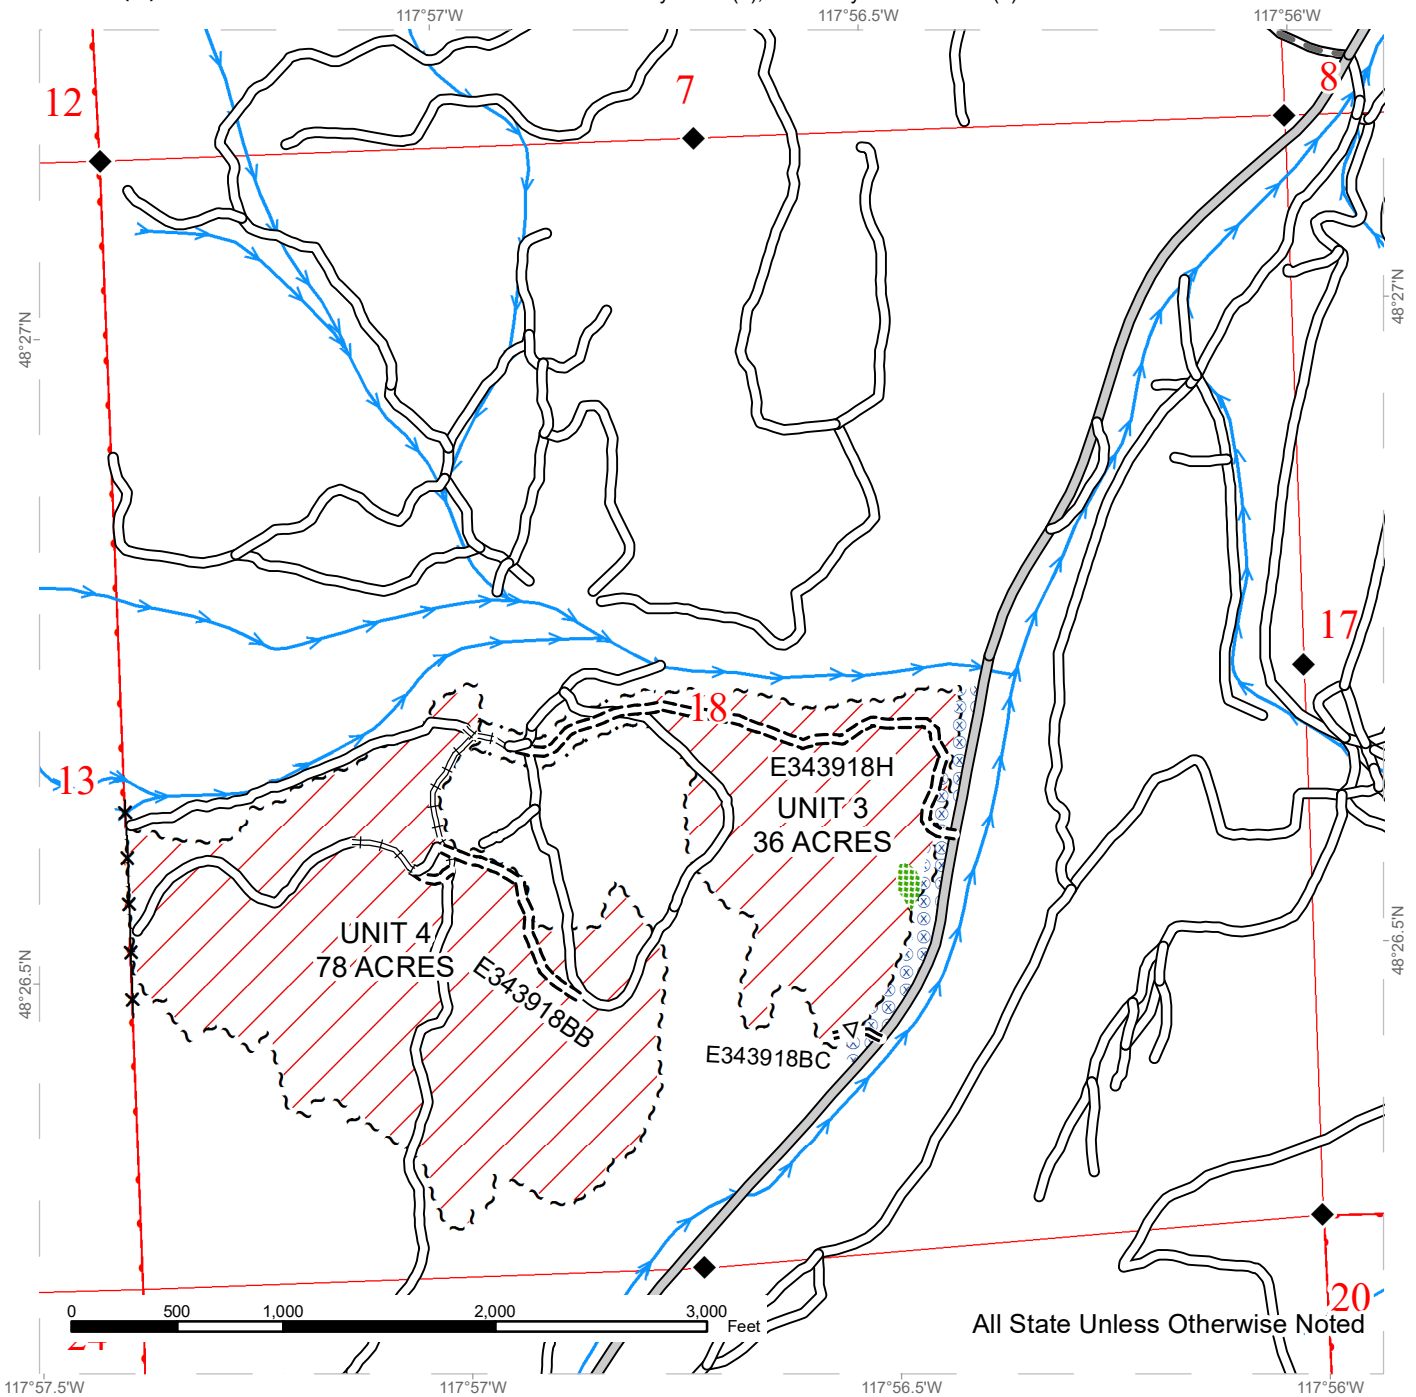 117°57'W
117°56.5'W
117°56'W
12
7
8
48°27'N
48°27'N
17
18
13
E343918H
UNIT 3
36 ACRES
UNIT 4
78 ACRES
E343918BB
E343918BC
48°26.5'N
48°26.5'N
20
0
500
1,000
2,000
3,000
Feet
All State Unless Otherwise Noted
24
117°57.5'W
117°57'W
117°56.5'W
117°56'W